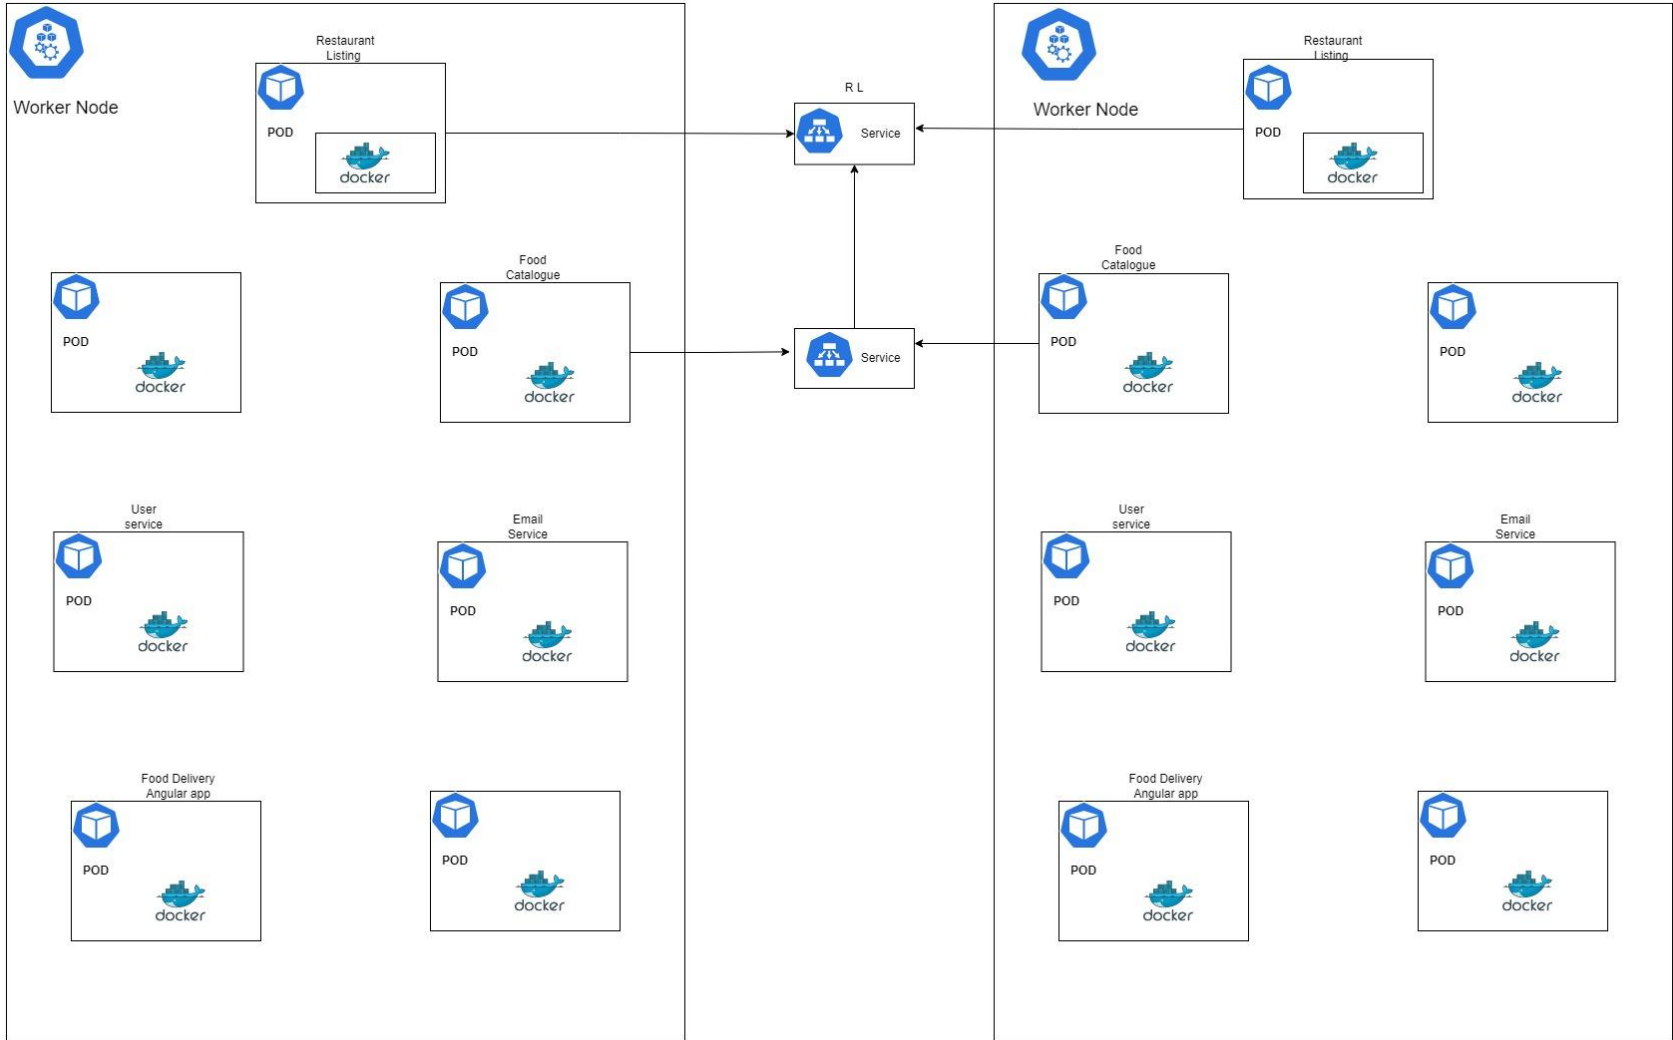 Worker Node
Restaurant
Listing
POD
docker
R L
Service
Worker Node
Restaurant
Listing
POD
docker
POD
docker
Food
Catalogue
POD
docker
Service
Food
Catalogue
POD
docker
POD
docker
User
service
POD
docker
Email
Service
POD
docker
User
service
POD
docker
Email
Service
POD
docker
Food Delivery
Angular app
POD
docker
POD
docker
Food Delivery
Angular app
POD
docker
POD
docker